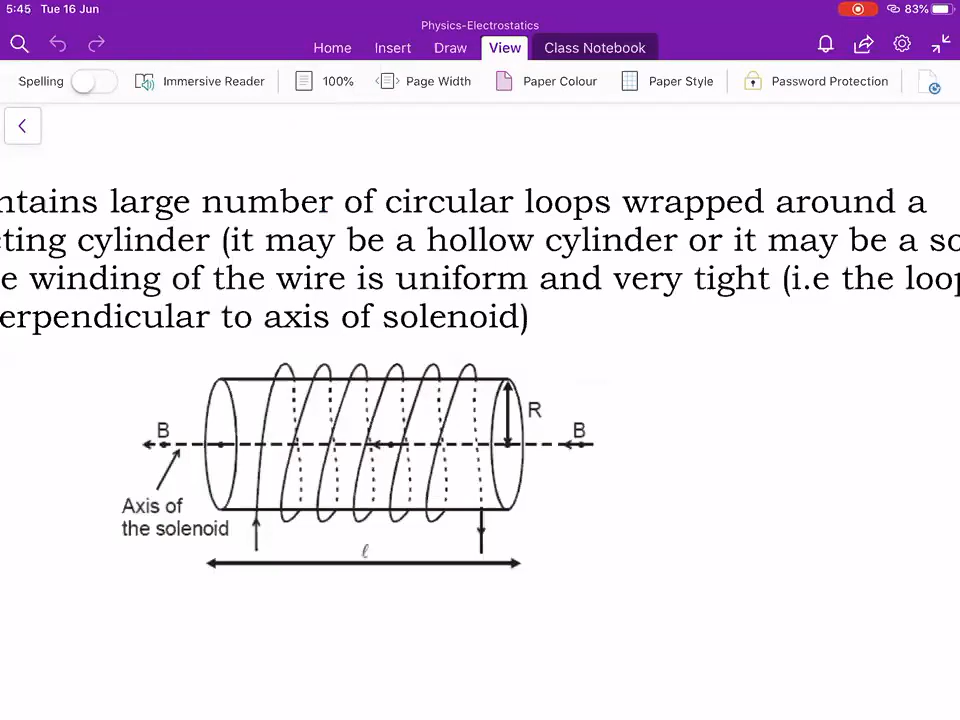 5:45 Tue 16 Jun
83%
Physics-Electrostatics
Home Insert Draw View Class Notebook
Spelling Immersive Reader 100% Page Width Paper Colour Paper Style Password Protection
ntains large number of circular loops wrapped around a
cting cylinder (it may be a hollow cylinder or it may be a so
e winding of the wire is uniform and very tight (i.e the loop
erpendicular to axis of solenoid)
R
B
B
Axis of
the solenoid
ℓ